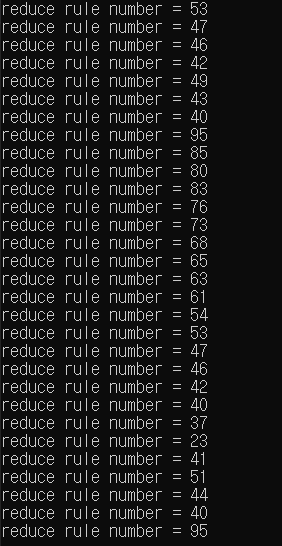 reduce rule number = 53
reduce rule number = 47
reduce rule number = 46
reduce rule number = 42
reduce rule number = 49
reduce rule number = 43
reduce rule number = 40
reduce rule number = 95
reduce rule number = 85
reduce rule number = 80
reduce rule number = 83
reduce rule number = 76
reduce rule number = 73
reduce rule number = 68
reduce rule number = 65
reduce rule number = 63
reduce rule number = 61
reduce rule number = 54
reduce rule number = 53
reduce rule number = 47
reduce rule number = 46
reduce rule number = 42
reduce rule number = 40
reduce rule number = 37
reduce rule number = 23
reduce rule number = 41
reduce rule number = 51
reduce rule number = 44
reduce rule number = 40
reduce rule number = 95